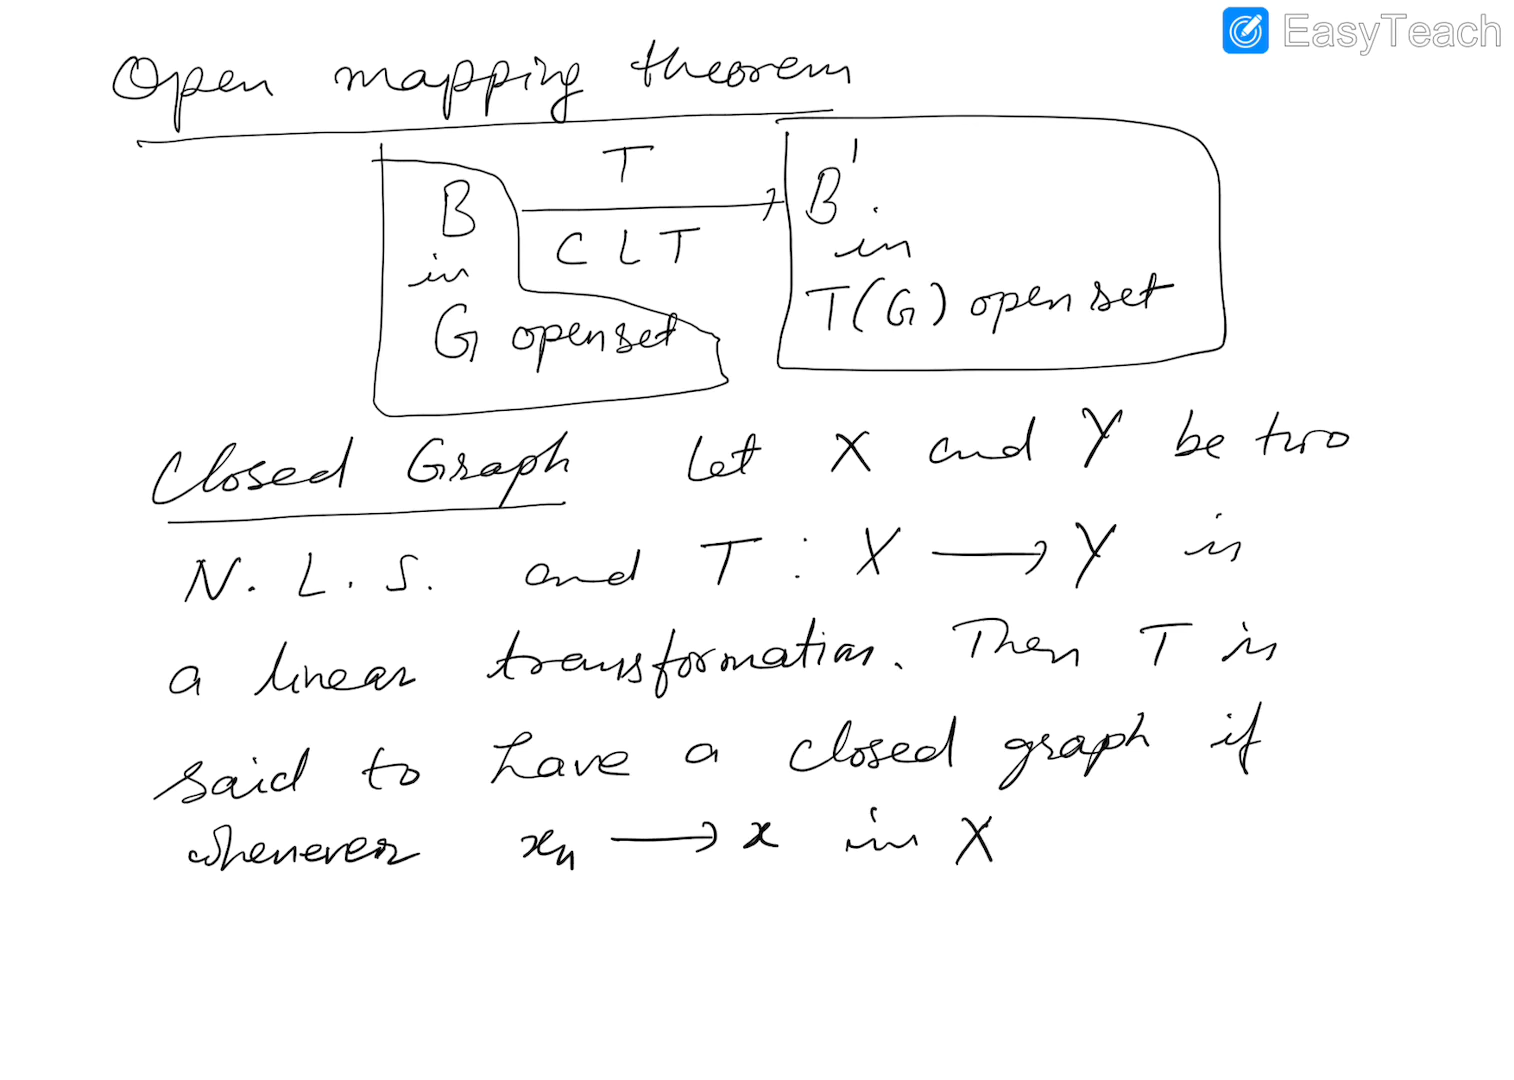 EasyTeach
Open mapping theorem
B T B'.
in C L T in
G open set T(G) open set
Closed Graph Let X and Y be two
N. L. S. and T : X ⟶ Y is
a linear transformation. Then T is
said to have a closed graph if
whenever xₙ ⟶ x in X